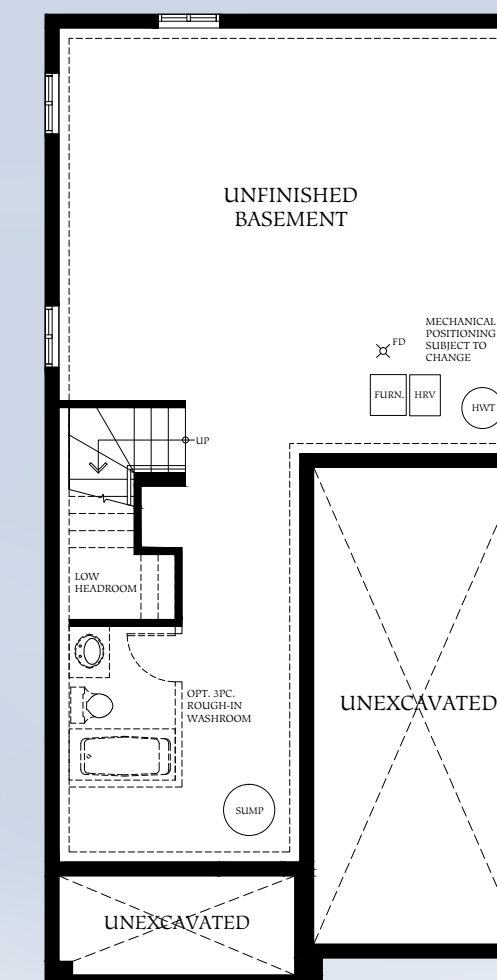 UNFINISHED
BASEMENT
MECHANICAL
POSITIONING
SUBJECT TO
CHANGE
FD
FURN.
HRV
HWT
UP
LOW
HEADROOM
OPT. 3PC.
ROUGH-IN
WASHROOM
UNEXCAVATED
SUMP
UNEXCAVATED